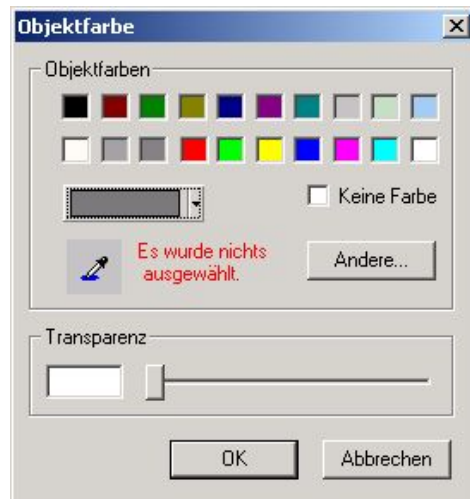 Objektfarbe
Objektfarben
Keine Farbe
Es wurde nichts
ausgewählt.
Andere...
Transparenz
OK
Abbrechen